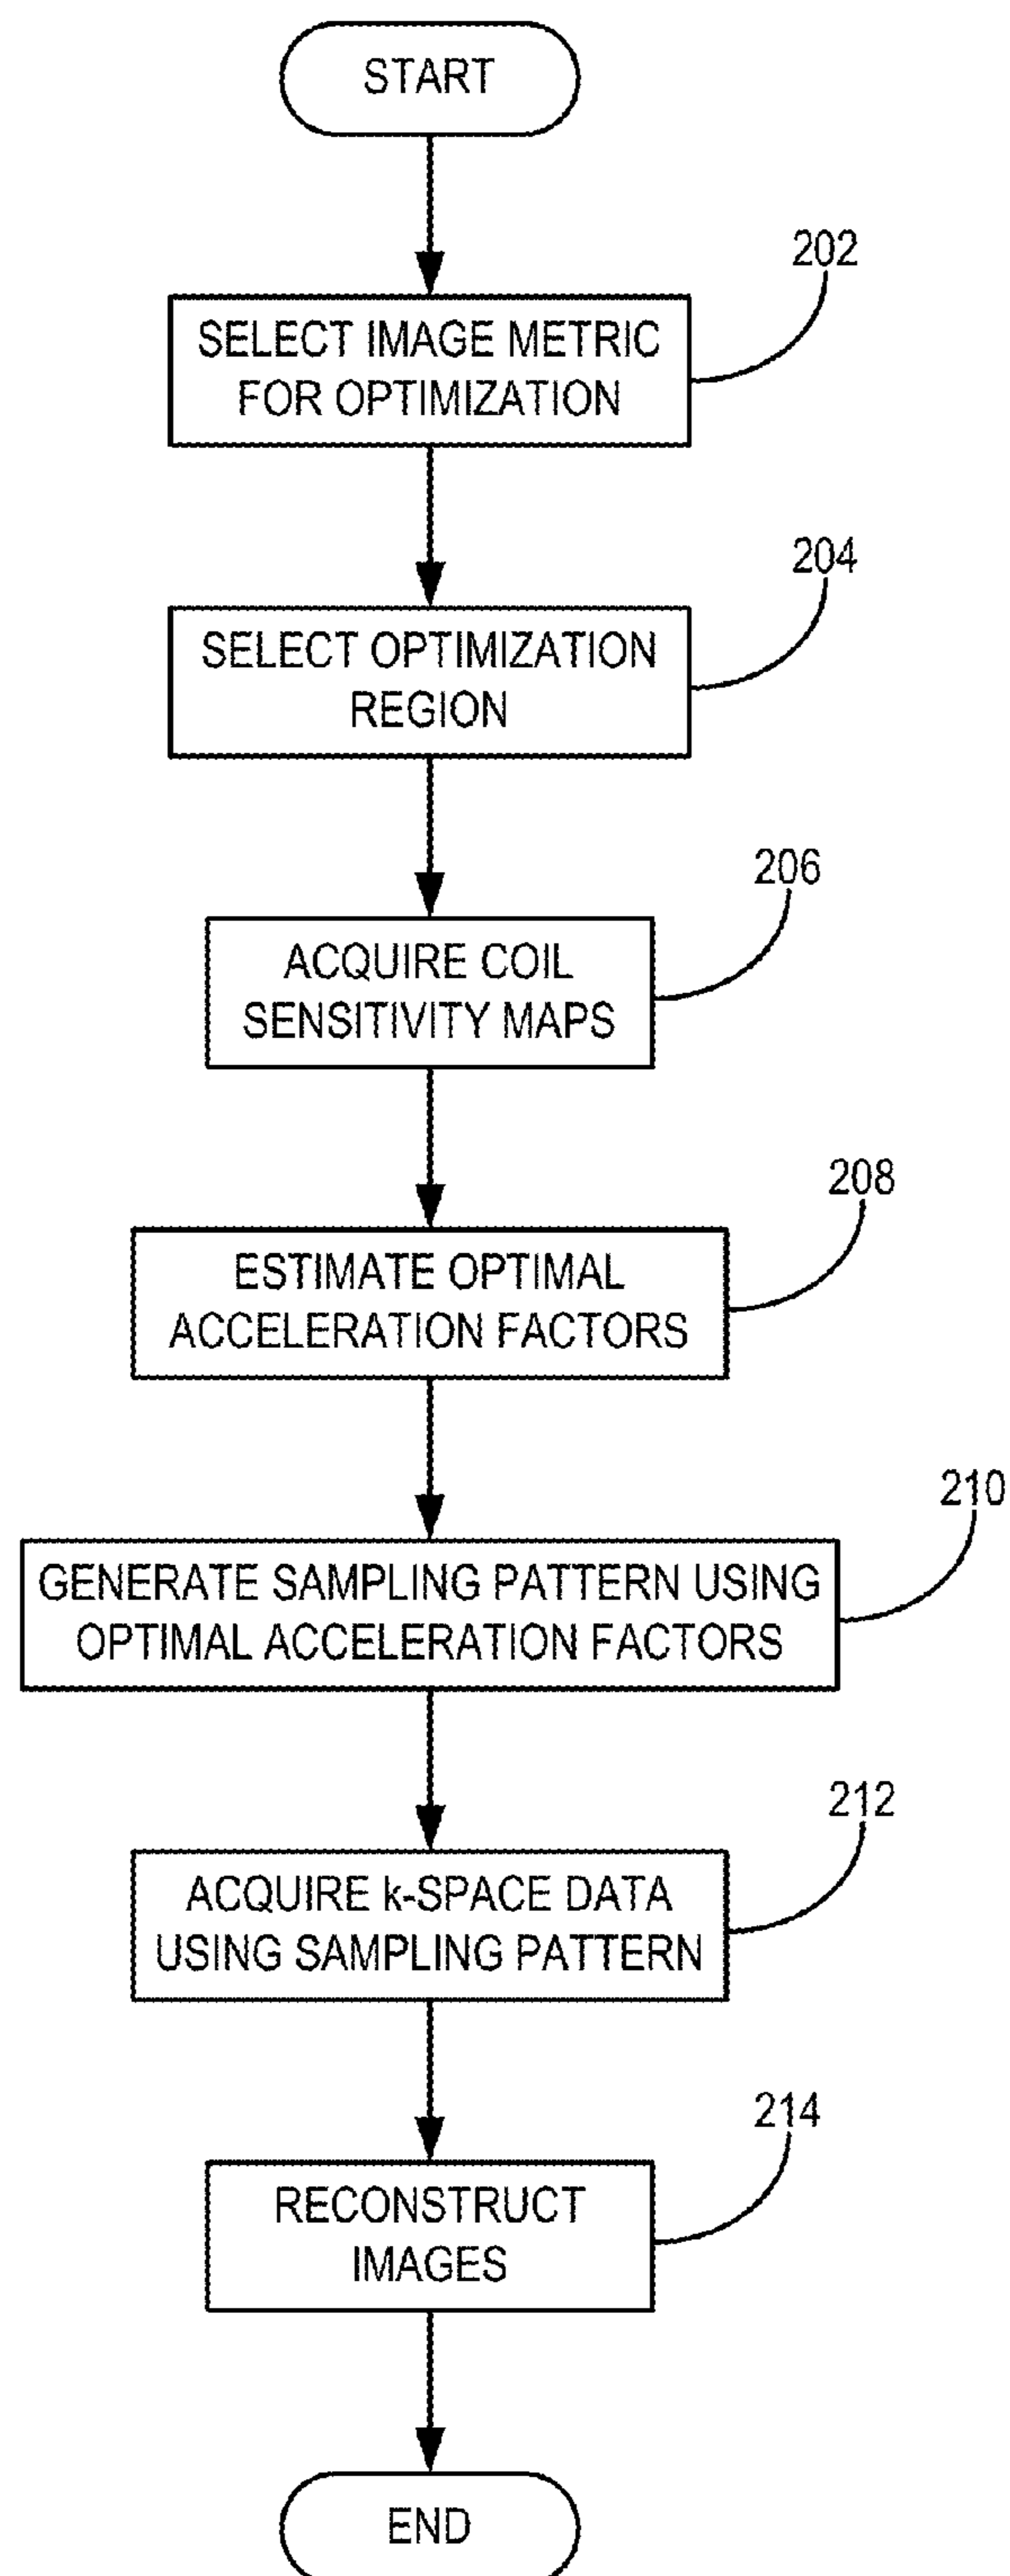 START
202
SELECT IMAGE METRIC
FOR OPTIMIZATION
204
SELECT OPTIMIZATION
REGION
206
ACQUIRE COIL
SENSITIVITY MAPS
208
ESTIMATE OPTIMAL
ACCELERATION FACTORS
210
GENERATE SAMPLING PATTERN USING
OPTIMAL ACCELERATION FACTORS
212
ACQUIRE k-SPACE DATA
USING SAMPLING PATTERN
214
RECONSTRUCT
IMAGES
END